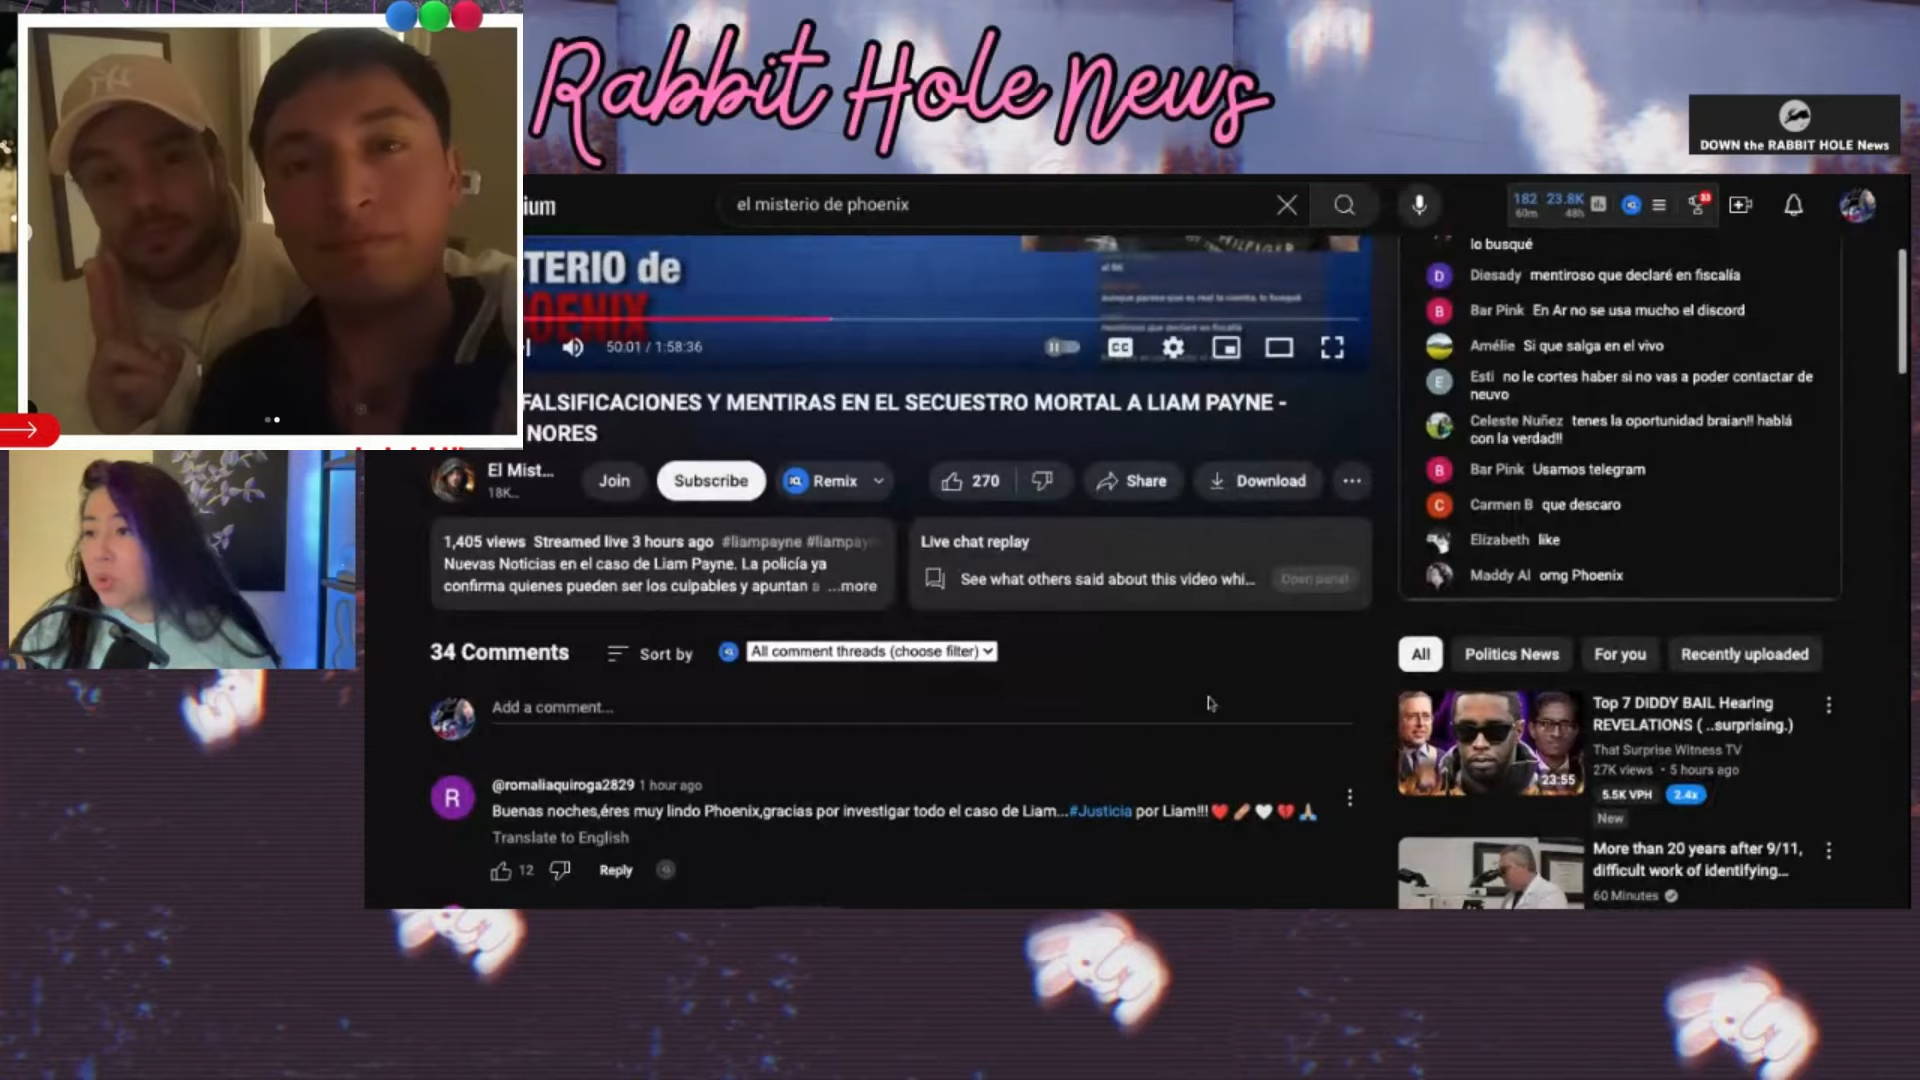 Rabbit Hole News
DOWN the RABBIT HOLE News
ium
el misterio de phoenix
182
60m
23.8K
48h
33
TERIO de
OENIX
HILFIGER
50:01 / 1:58:36
CC
FALSIFICACIONES Y MENTIRAS EN EL SECUESTRO MORTAL A LIAM PAYNE -
NORES
El Mist...
18K...
Join
Subscribe
Remix
270
Share
Download
1,405 views Streamed live 3 hours ago #liampayne #liampay
Nuevas Noticias en el caso de Liam Payne. La policía ya
confirma quienes pueden ser los culpables y apuntan a ...more
Live chat replay
See what others said about this video whi...
Open panel
34 Comments
Sort by
All comment threads (choose filter)
Add a comment...
R
@romaliaquiroga2829 1 hour ago
Buenas noches,éres muy lindo Phoenix,gracias por investigar todo el caso de Liam...#Justicia por Liam!!!❤️🩹🤍💔🙏
Translate to English
12
Reply
lo busqué
D Diesady mentiroso que declaré en fiscalía
B Bar Pink En Ar no se usa mucho el discord
Amélie Si que salga en el vivo
E Esti no le cortes haber si no vas a poder contactar de
neuvo
Celeste Nuñez tenes la oportunidad braian!! hablá
con la verdad!!
B Bar Pink Usamos telegram
C Carmen B que descaro
Elizabeth like
Maddy Al omg Phoenix
All
Politics News
For you
Recently uploaded
23:55
Top 7 DIDDY BAIL Hearing
REVELATIONS ( ..surprising.)
That Surprise Witness TV
27K views • 5 hours ago
5.5K VPH
2.4x
New
More than 20 years after 9/11,
difficult work of identifying...
60 Minutes